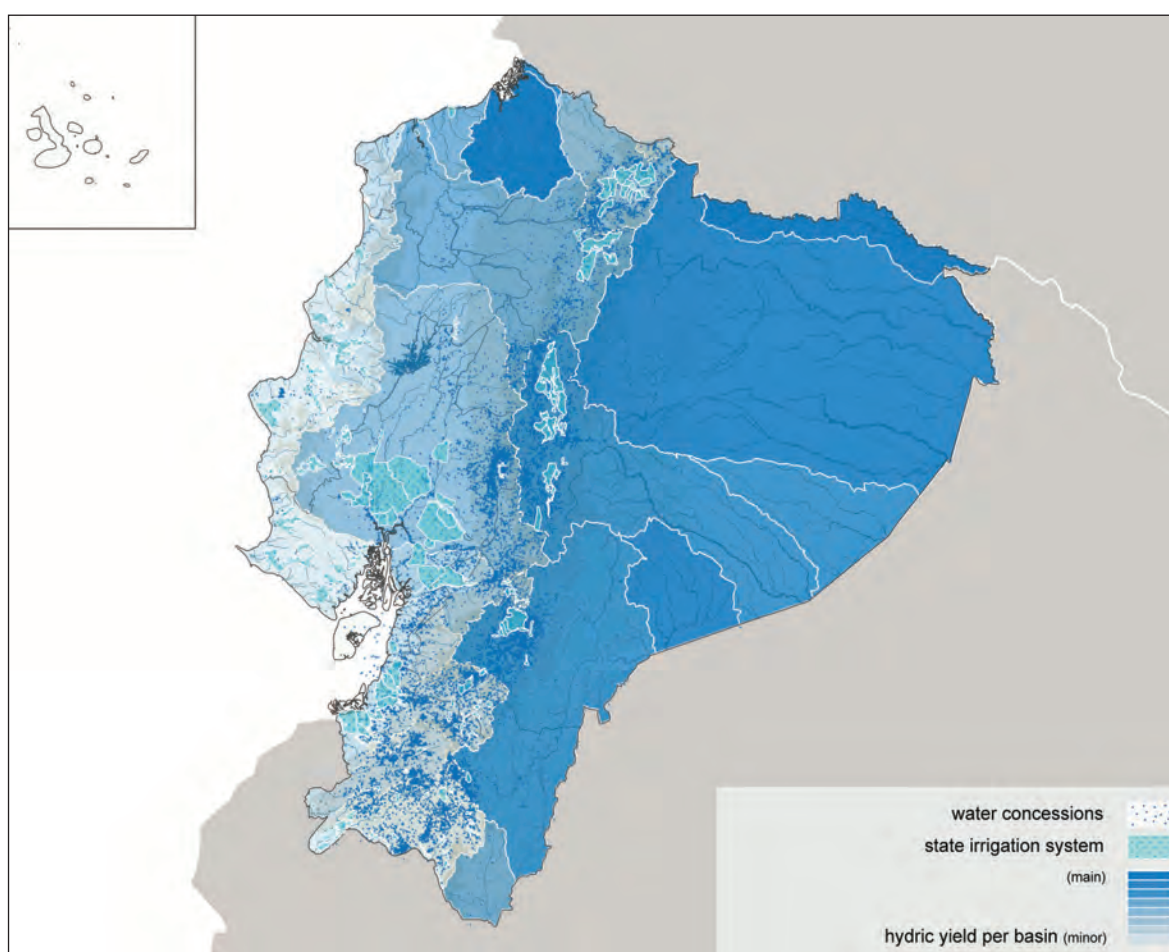 water concessions
state irrigation system
(main)
hydric yield per basin (minor)